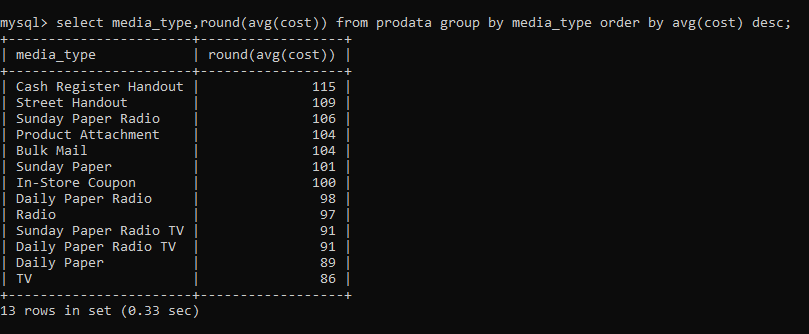 mysql> select media_type,round(avg(cost)) from prodata group by media_type order by avg(cost) desc;
+----------------------+------------------+
| media_type           | round(avg(cost)) |
+----------------------+------------------+
| Cash Register Handout |              115 |
| Street Handout       |              109 |
| Sunday Paper Radio   |              106 |
| Product Attachment   |              104 |
| Bulk Mail            |              104 |
| Sunday Paper         |              101 |
| In-Store Coupon      |              100 |
| Daily Paper Radio    |               98 |
| Radio                |               97 |
| Sunday Paper Radio TV |               91 |
| Daily Paper Radio TV |               91 |
| Daily Paper          |               89 |
| TV                   |               86 |
+----------------------+------------------+
13 rows in set (0.33 sec)